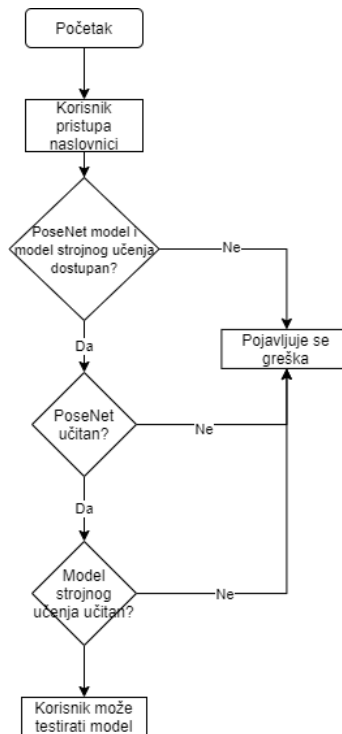 Početak
Korisnik
pristupa
naslovnici
PoseNet model i
model strojnog učenja
dostupan?
Ne
Da
Pojavljuje se
greška
PoseNet
učitan?
Ne
Da
Model
strojnog
učenja učitan?
Ne
Korisnik može
testirati model